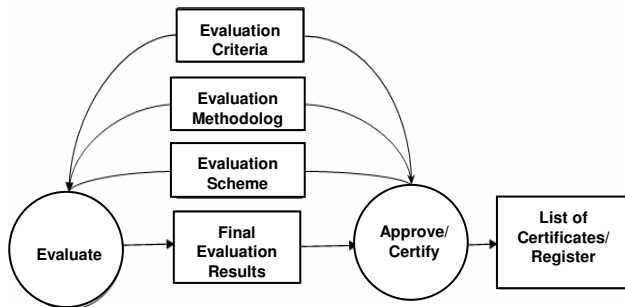 Evaluation
Criteria
Evaluation
Methodolog
Evaluation
Scheme
Evaluate
Final
Evaluation
Results
Approve/
Certify
List of
Certificates/
Register